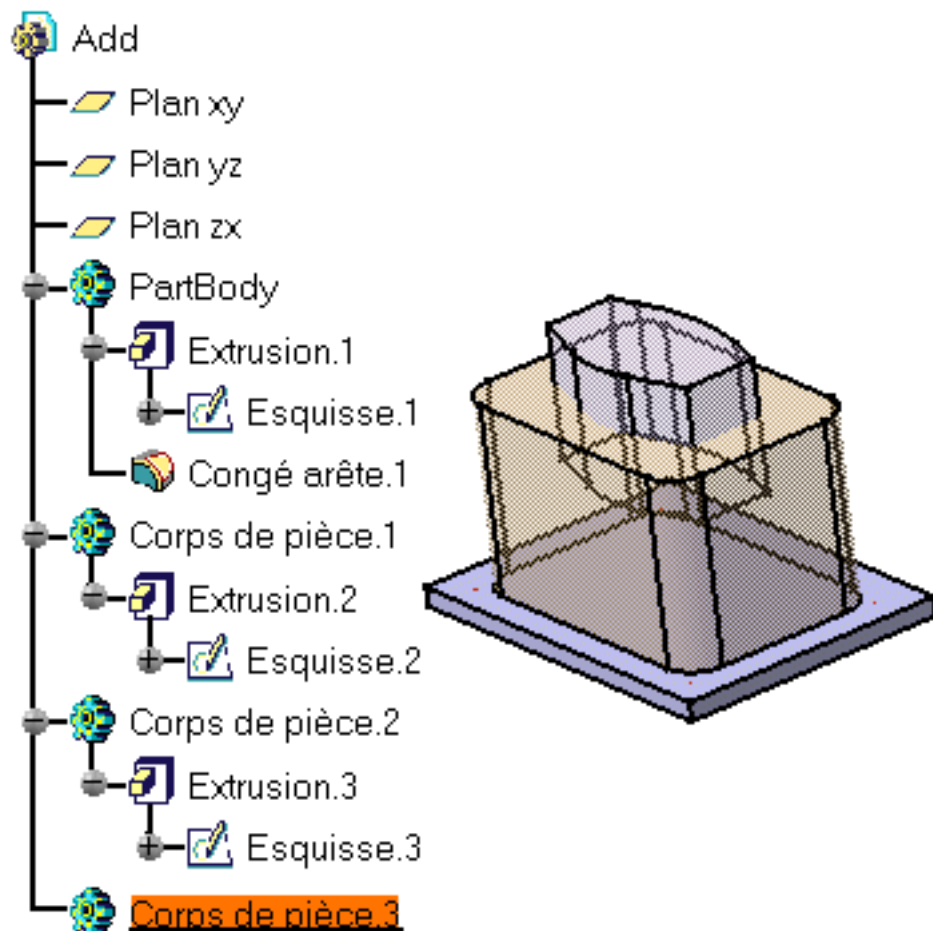 Add
Plan xy
Plan yz
Plan zx
PartBody
Extrusion.1
Esquisse.1
Congé arête.1
Corps de pièce.1
Extrusion.2
Esquisse.2
Corps de pièce.2
Extrusion.3
Esquisse.3
Corps de pièce.3